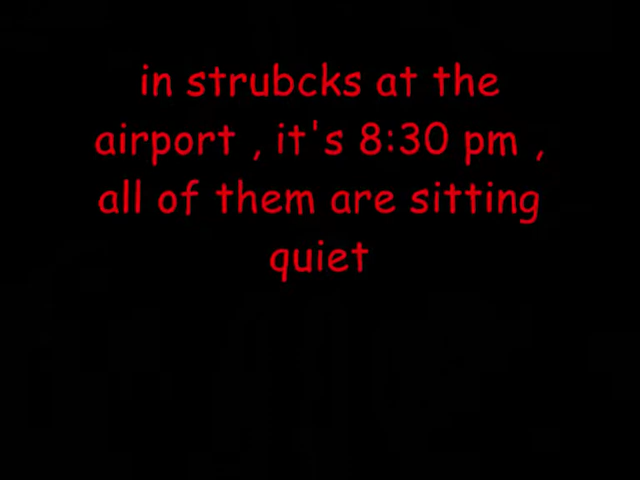 in strubcks at the
airport , it's 8:30 pm ,
all of them are sitting
quiet